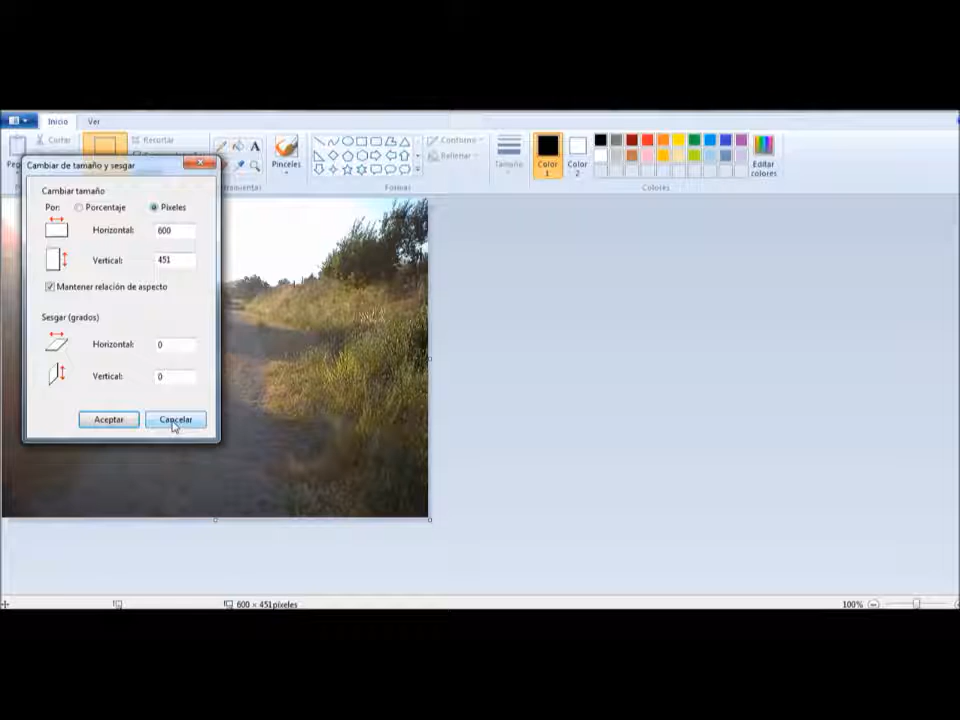 Inicio Ver
Cortar Recortar
Pinceles Contorno
Rellenar
Tamaño Color 1 Color 2 Editar colores
Formas Colores
Cambiar de tamaño y sesgar
Cambiar tamaño
Por: Porcentaje Píxeles
Horizontal: 600
Vertical: 451
Mantener relación de aspecto
Sesgar (grados)
Horizontal: 0
Vertical: 0
Aceptar Cancelar
600 × 451píxeles 100%